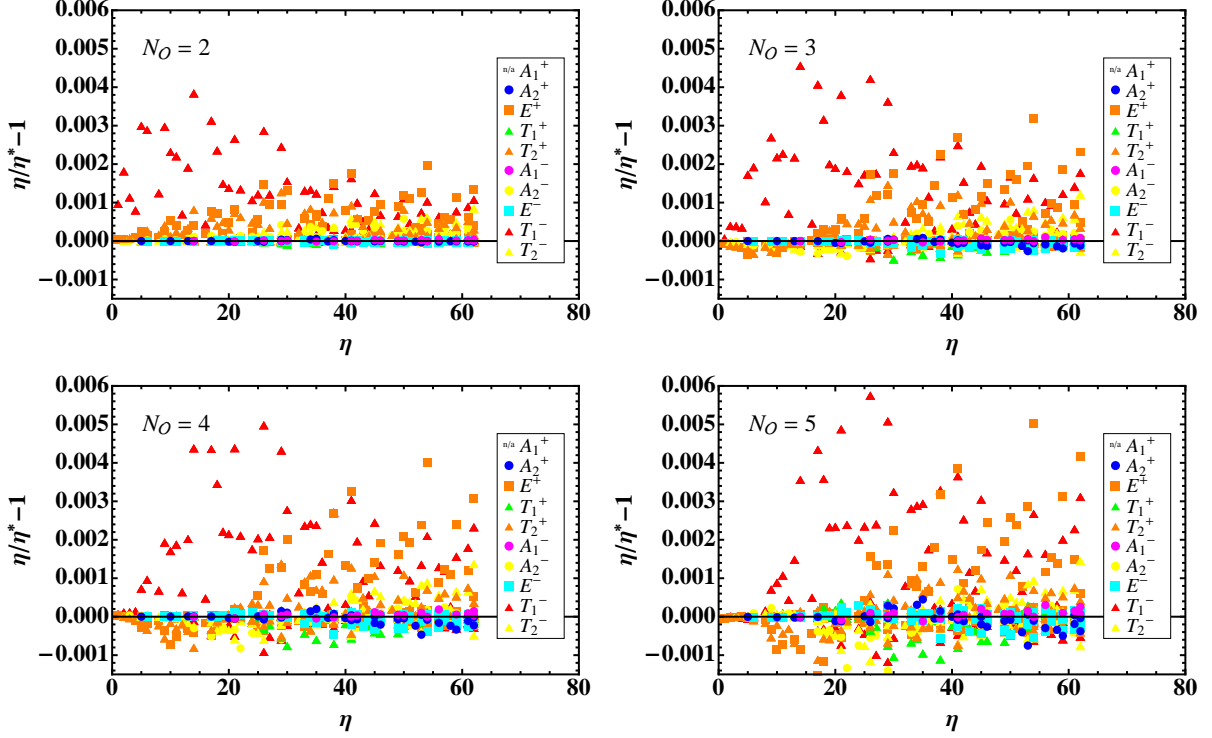 0.006
0.005
0.004
0.003
0.002
0.001
0.000
−0.001
η/η*−1
N_O = 2
n/a A₁⁺
A₂⁺
E⁺
T₁⁺
T₂⁺
A₁⁻
A₂⁻
E⁻
T₁⁻
T₂⁻
0 20 40 60 80
η
0.006
0.005
0.004
0.003
0.002
0.001
0.000
−0.001
η/η*−1
N_O = 3
n/a A₁⁺
A₂⁺
E⁺
T₁⁺
T₂⁺
A₁⁻
A₂⁻
E⁻
T₁⁻
T₂⁻
0 20 40 60 80
η
0.006
0.005
0.004
0.003
0.002
0.001
0.000
−0.001
η/η*−1
N_O = 4
n/a A₁⁺
A₂⁺
E⁺
T₁⁺
T₂⁺
A₁⁻
A₂⁻
E⁻
T₁⁻
T₂⁻
0 20 40 60 80
η
0.006
0.005
0.004
0.003
0.002
0.001
0.000
−0.001
η/η*−1
N_O = 5
n/a A₁⁺
A₂⁺
E⁺
T₁⁺
T₂⁺
A₁⁻
A₂⁻
E⁻
T₁⁻
T₂⁻
0 20 40 60 80
η